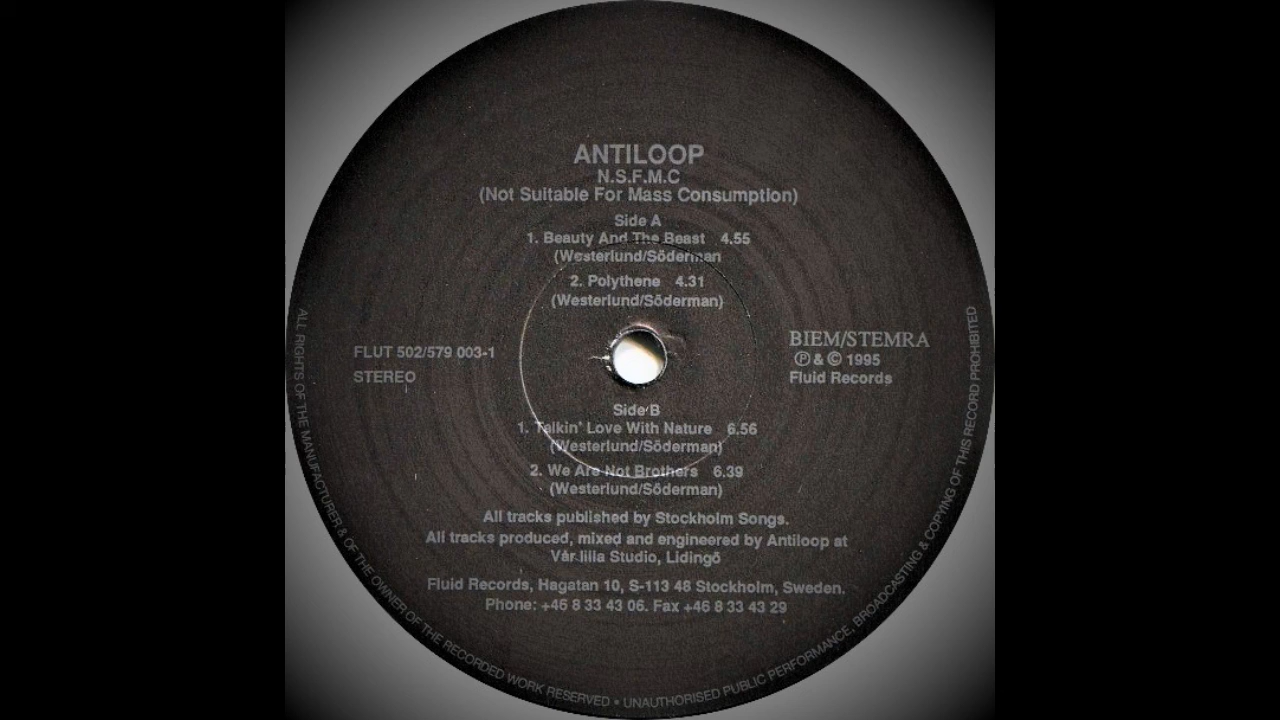 ANTILOOP
N.S.F.M.C
(Not Suitable For Mass Consumption)
Side A
1. Beauty And The Beast 4.55
(Westerlund/Söderman
2. Polythene 4.31
(Westerlund/Söderman)
FLUT 502/579 003-1
STEREO
BIEM/STEMRA
℗ & © 1995
Fluid Records
Side B
1. Talkin' Love With Nature 6.56
(Westerlund/Söderman)
2. We Are Not Brothers 6.39
(Westerlund/Söderman)
All tracks published by Stockholm Songs.
All tracks produced, mixed and engineered by Antiloop at
Vår lilla Studio, Lidingö
Fluid Records, Hagatan 10, S-113 48 Stockholm, Sweden.
Phone: +46 8 33 43 06. Fax +46 8 33 43 29
ALL RIGHTS OF THE MANUFACTURER & OF THE OWNER OF THE RECORDED WORK RESERVED • UNAUTHORISED PUBLIC PERFORMANCE, BROADCASTING & COPYING OF THIS RECORD PROHIBITED